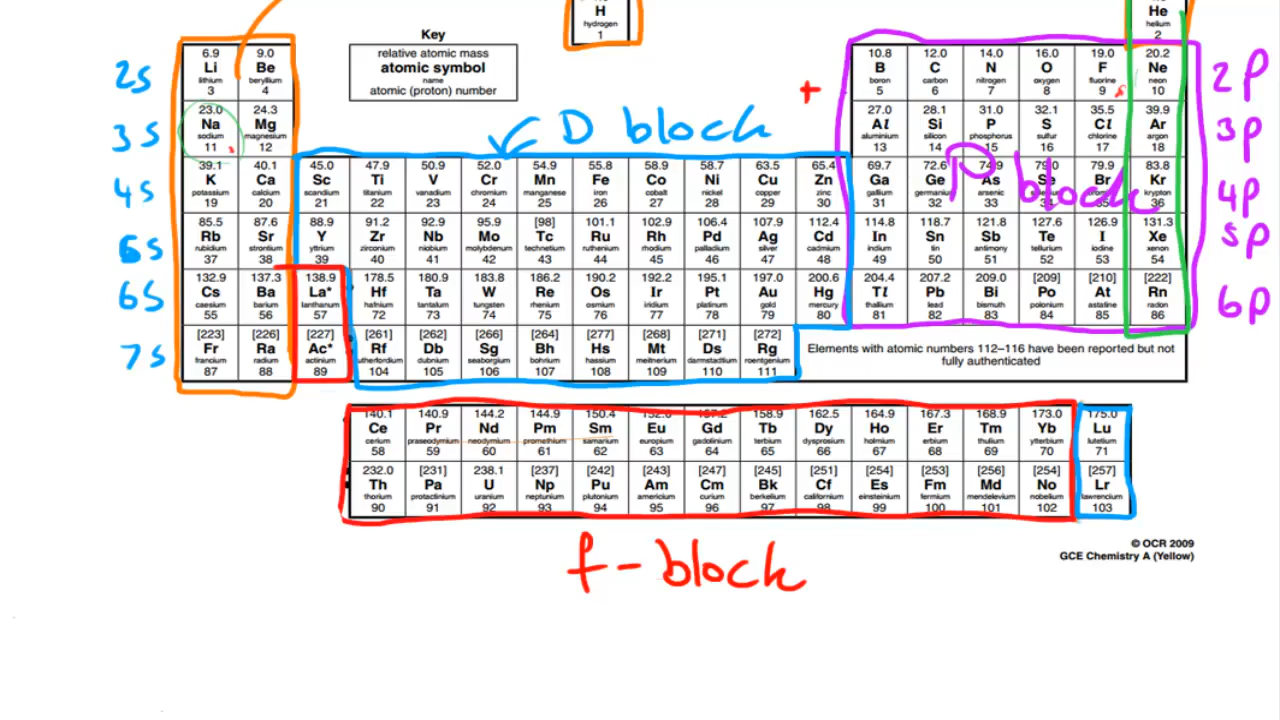 H He
hydrogen helium
1 2
Key
relative atomic mass
atomic symbol
name
atomic (proton) number
2s 6.9 9.0 10.8 12.0 14.0 16.0 19.0 20.2 2p
Li Be B C N O F Ne
lithium beryllium boron carbon nitrogen oxygen fluorine neon
3 4 5 6 7 8 9 10
+
D block
3s 23.0 24.3 27.0 28.1 31.0 32.1 35.5 39.9 3p
Na Mg Al Si P S Cl Ar
sodium magnesium aluminium silicon phosphorus sulfur chlorine argon
11 12 13 14 15 16 17 18
4s 39.1 40.1 45.0 47.9 50.9 52.0 54.9 55.8 58.9 58.7 63.5 65.4 69.7 72.6 74.9 79.0 79.9 83.8 4p
K Ca Sc Ti V Cr Mn Fe Co Ni Cu Zn Ga Ge As Se Br Kr
potassium calcium scandium titanium vanadium chromium manganese iron cobalt nickel copper zinc gallium germanium arsenic krypton
19 20 21 22 23 24 25 26 27 28 29 30 31 32 33 34 35 36
P block
6s 85.5 87.6 88.9 91.2 92.9 95.9 [98] 101.1 102.9 106.4 107.9 112.4 114.8 118.7 121.8 127.6 126.9 131.3 5p
Rb Sr Y Zr Nb Mo Tc Ru Rh Pd Ag Cd In Sn Sb Te I Xe
rubidium strontium yttrium zirconium niobium molybdenum technetium ruthenium rhodium palladium silver cadmium indium tin antimony tellurium iodine xenon
37 38 39 40 41 42 43 44 45 46 47 48 49 50 51 52 53 54
6s 132.9 137.3 138.9 178.5 180.9 183.8 186.2 190.2 192.2 195.1 197.0 200.6 204.4 207.2 209.0 [209] [210] [222] 6p
Cs Ba La* Hf Ta W Re Os Ir Pt Au Hg Tl Pb Bi Po At Rn
caesium barium lanthanum hafnium tantalum tungsten rhenium osmium iridium platinum gold mercury thallium lead bismuth polonium astatine radon
55 56 57 72 73 74 75 76 77 78 79 80 81 82 83 84 85 86
7s [223] [226] [227] [261] [262] [266] [264] [277] [268] [271] [272]
Fr Ra Ac* Rf Db Sg Bh Hs Mt Ds Rg
francium radium actinium rutherfordium dubnium seaborgium bohrium hassium meitnerium darmstadtium roentgenium
87 88 89 104 105 106 107 108 109 110 111
Elements with atomic numbers 112–116 have been reported but not
fully authenticated
140.1 140.9 144.2 144.9 150.4 152.0 157.2 158.9 162.5 164.9 167.3 168.9 173.0 175.0
Ce Pr Nd Pm Sm Eu Gd Tb Dy Ho Er Tm Yb Lu
cerium praseodymium neodymium promethium samarium europium gadolinium terbium dysprosium holmium erbium thulium ytterbium lutetium
58 59 60 61 62 63 64 65 66 67 68 69 70 71
232.0 [231] 238.1 [237] [242] [243] [247] [245] [251] [254] [253] [256] [254] [257]
Th Pa U Np Pu Am Cm Bk Cf Es Fm Md No Lr
thorium protactinium uranium neptunium plutonium americium curium berkelium californium einsteinium fermium mendelevium nobelium lawrencium
90 91 92 93 94 95 96 97 98 99 100 101 102 103
f-block
© OCR 2009
GCE Chemistry A (Yellow)